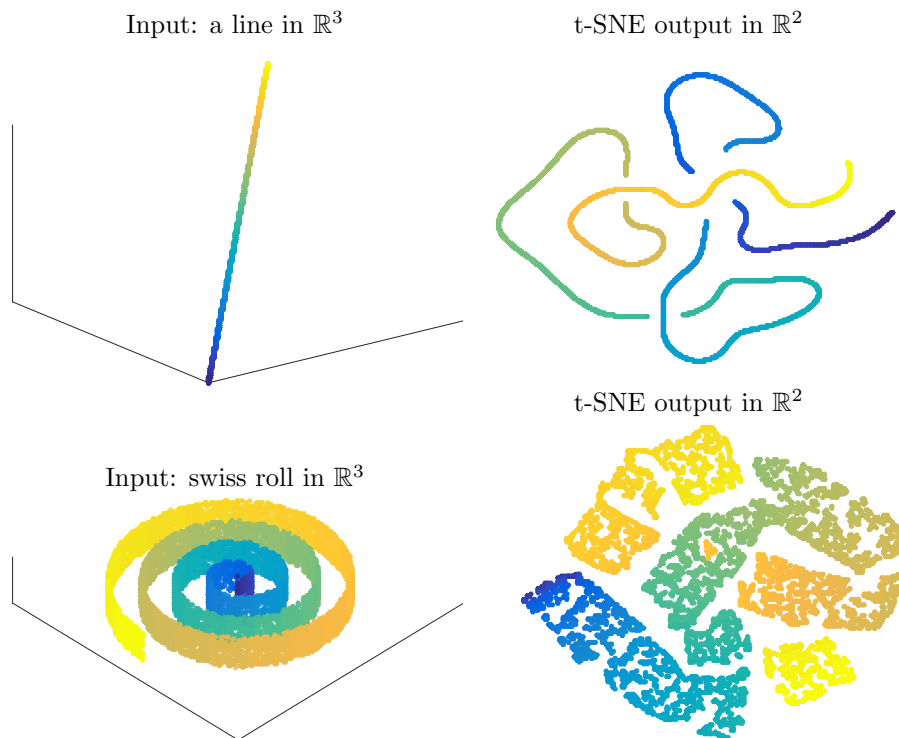 Input: a line in ℝ³
t-SNE output in ℝ²
t-SNE output in ℝ²
Input: swiss roll in ℝ³